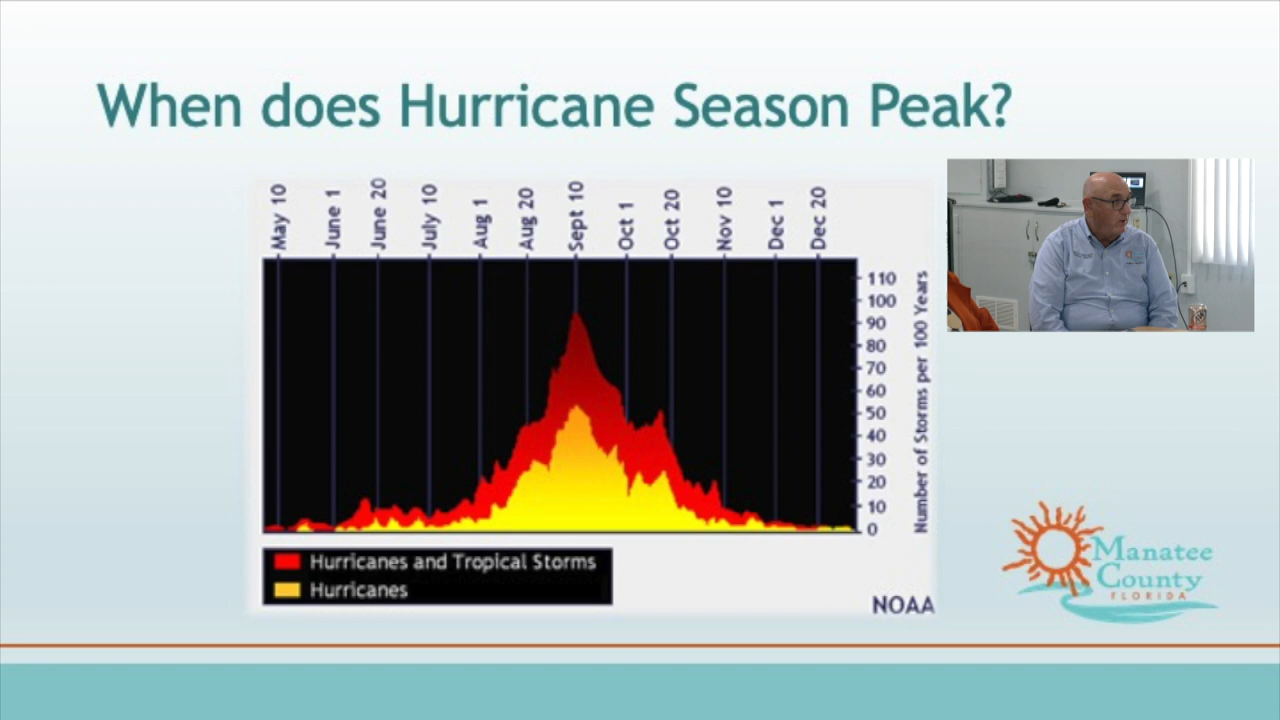 When does Hurricane Season Peak?
May 10
June 1
June 20
July 10
Aug 1
Aug 20
Sept 10
Oct 1
Oct 20
Nov 10
Dec 1
Dec 20
110
100
90
80
70
60
50
40
30
20
10
0
Number of Storms per 100 Years
Hurricanes and Tropical Storms
Hurricanes
NOAA
Manatee
County
FLORIDA